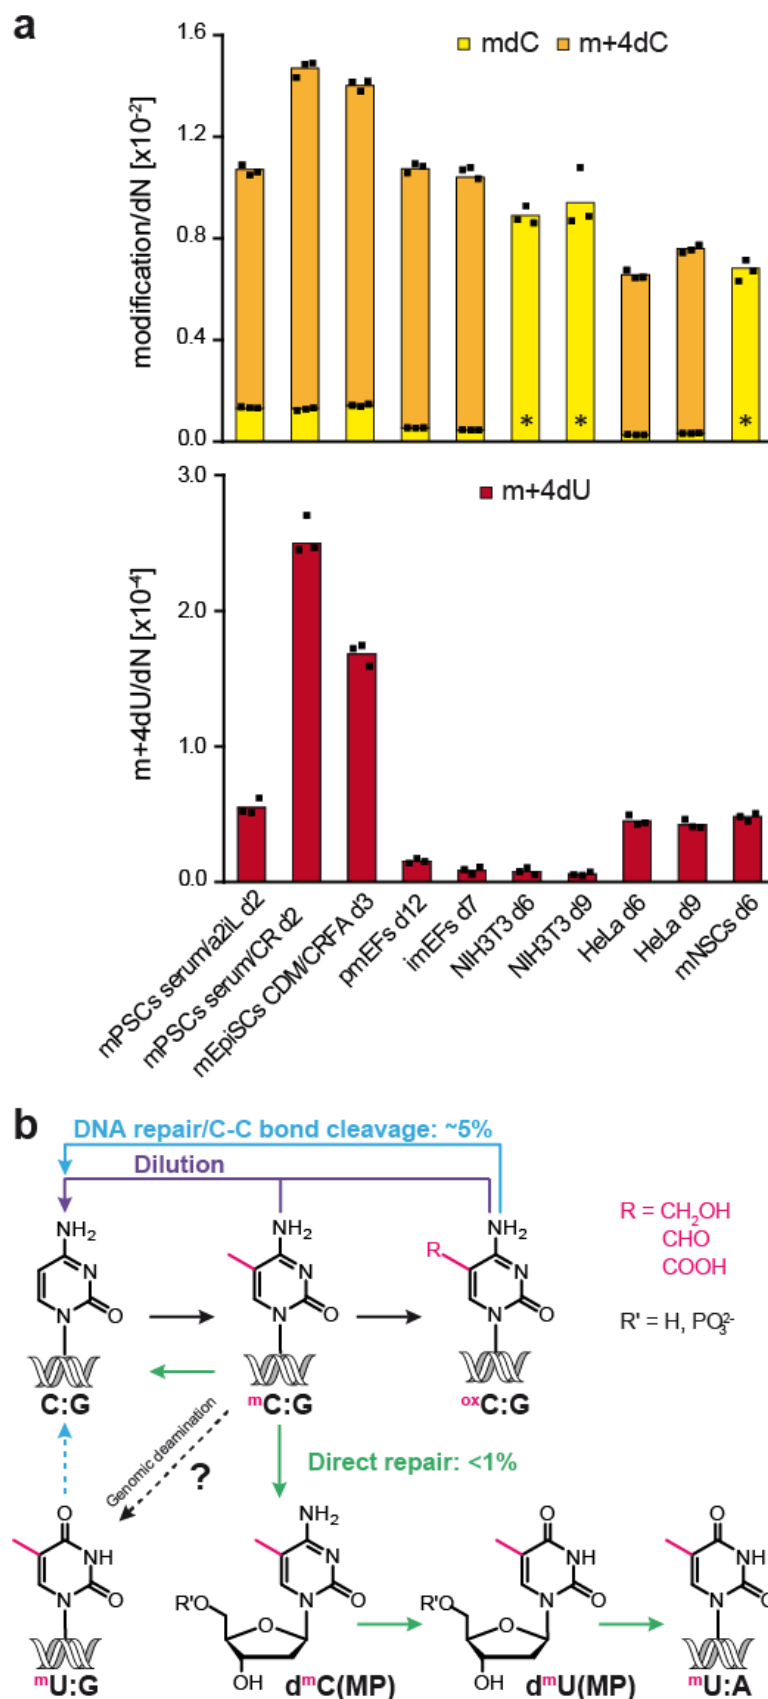 a
mdC m+4dC
modification/dN [x10-2]
1.6
1.2
0.8
0.4
0.0
* * *
m+4dU
m+4dU/dN [x10-4]
3.0
2.0
1.0
0.0
mPSCs serum/a2iL d2
mPSCs serum/CR d2
mEpiSCs CDM/CRFA d3
pmEFs d12
imEFs d7
NIH3T3 d6
NIH3T3 d9
HeLa d6
HeLa d9
mNSCs d6
b
DNA repair/C-C bond cleavage: ~5%
Dilution
NH2 NH2 NH2
R
N N N
N O N O N O
R = CH2OH
CHO
COOH
R' = H, PO32-
C:G mC:G oxC:G
Genomic deamination
?
Direct repair: <1%
O NH2 O O
NH N NH NH
N O N O N O N O
R'O O R'O O
OH OH
mU:G dmC(MP) dmU(MP) mU:A